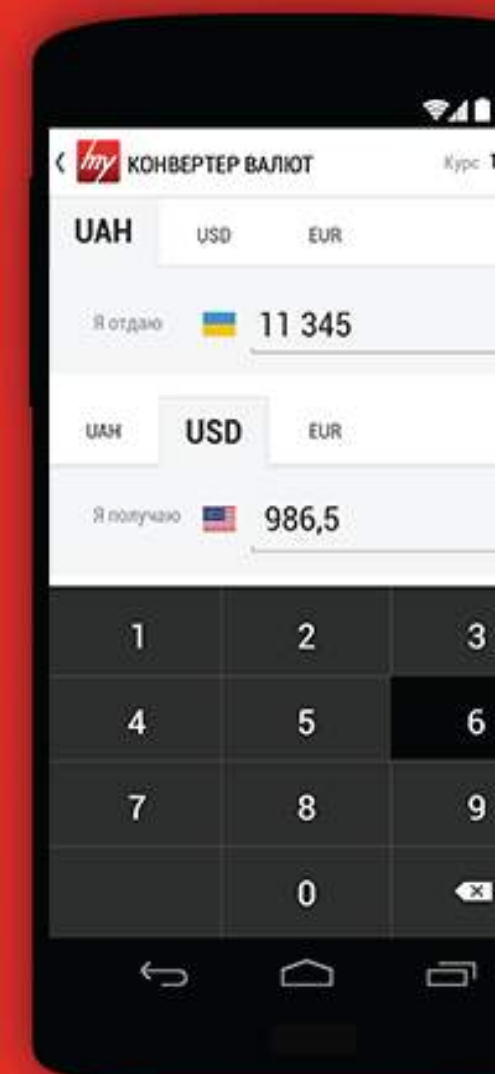 my КОНВЕРТЕР ВАЛЮТ Курс
UAH USD EUR
Я отдаю 11 345
UAH USD EUR
Я получаю 986,5
1 2 3
4 5 6
7 8 9
0